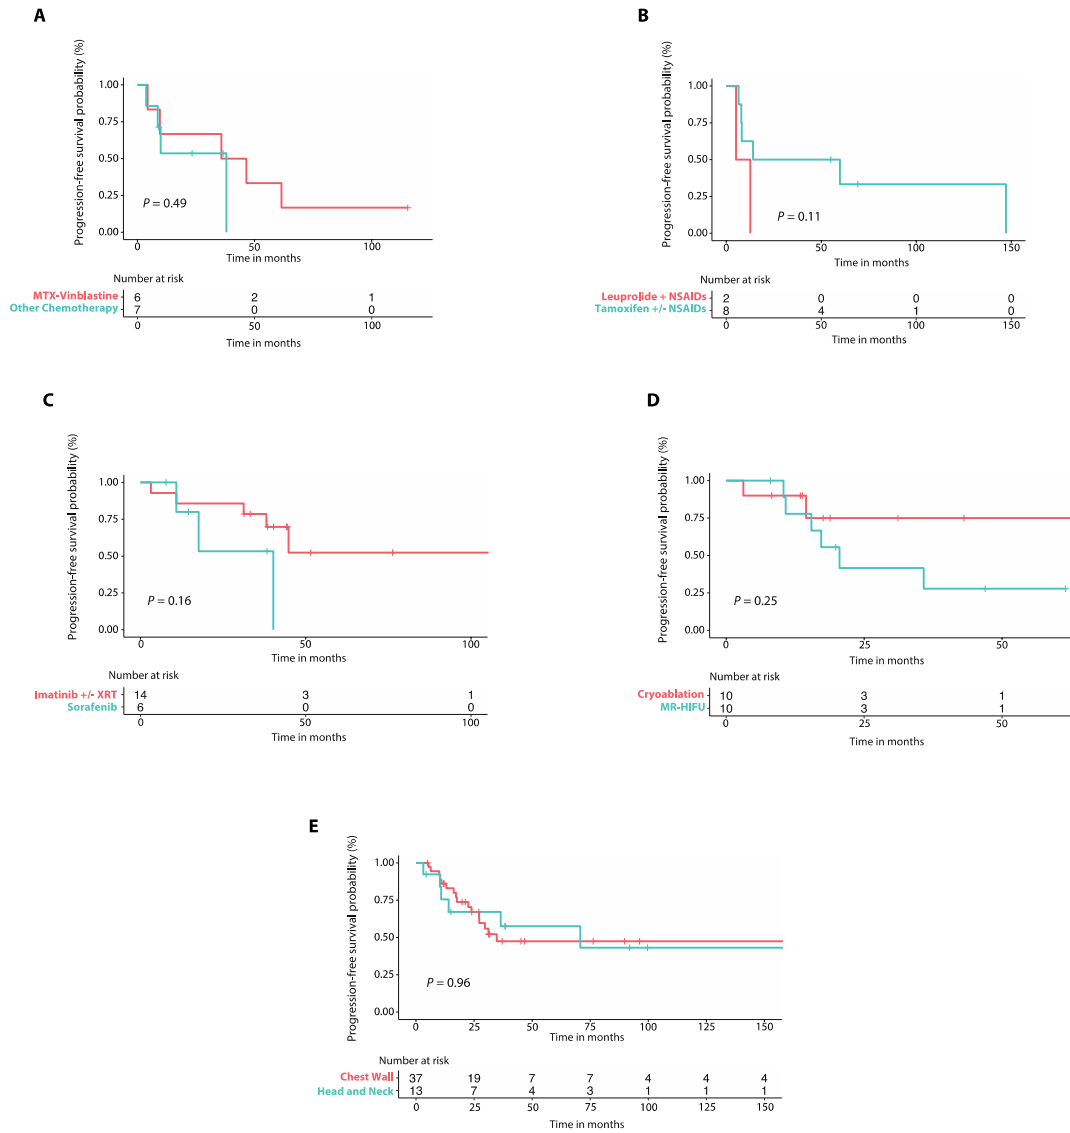 A
Progression-free survival probability (%)
1.00
0.75
0.50
0.25
0.00
P = 0.49
0 50 100
Time in months
Number at risk
MTX-Vinblastine 6 2 1
Other Chemotherapy 7 0 0
0 50 100
Time in months
B
Progression-free survival probability (%)
1.00
0.75
0.50
0.25
0.00
P = 0.11
0 50 100 150
Time in months
Number at risk
Leuprolide + NSAIDs 2 0 0 0
Tamoxifen +/- NSAIDs 8 4 1 0
0 50 100 150
Time in months
C
Progression-free survival probability (%)
1.00
0.75
0.50
0.25
0.00
P = 0.16
0 50 100
Time in months
Number at risk
Imatinib +/- XRT 14 3 1
Sorafenib 6 0 0
0 50 100
Time in months
D
Progression-free survival probability (%)
1.00
0.75
0.50
0.25
0.00
P = 0.25
0 25 50
Time in months
Number at risk
Cryoablation 10 3 1
MR-HIFU 10 3 1
0 25 50
Time in months
E
Progression-free survival probability (%)
1.00
0.75
0.50
0.25
0.00
P = 0.96
0 25 50 75 100 125 150
Time in months
Number at risk
Chest Wall 37 19 7 7 4 4 4
Head and Neck 13 7 4 3 1 1 1
0 25 50 75 100 125 150
Time in months